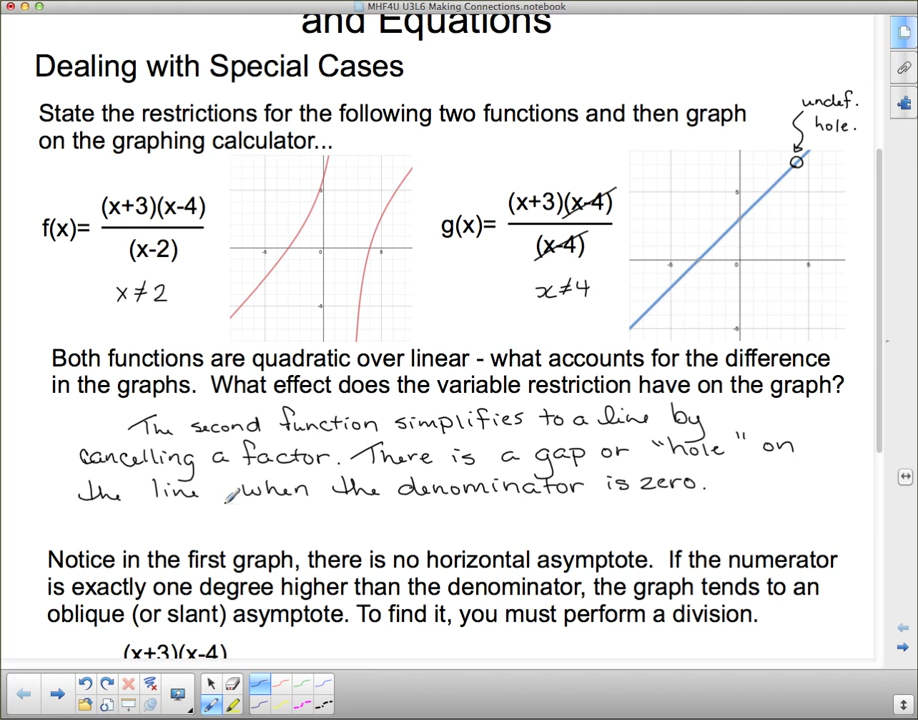 MHF4U U3L6 Making Connections.notebook
and Equations
Dealing with Special Cases
undef.
hole.
State the restrictions for the following two functions and then graph
on the graphing calculator...
f(x)= (x+3)(x-4)
(x-2)
x ≠ 2
g(x)= (x+3)(x-4)
(x-4)
x ≠ 4
Both functions are quadratic over linear - what accounts for the difference
in the graphs. What effect does the variable restriction have on the graph?
The second function simplifies to a line by
cancelling a factor. There is a gap or "hole" on
the line when the denominator is zero.
Notice in the first graph, there is no horizontal asymptote. If the numerator
is exactly one degree higher than the denominator, the graph tends to an
oblique (or slant) asymptote. To find it, you must perform a division.
(x+3)(x-4)